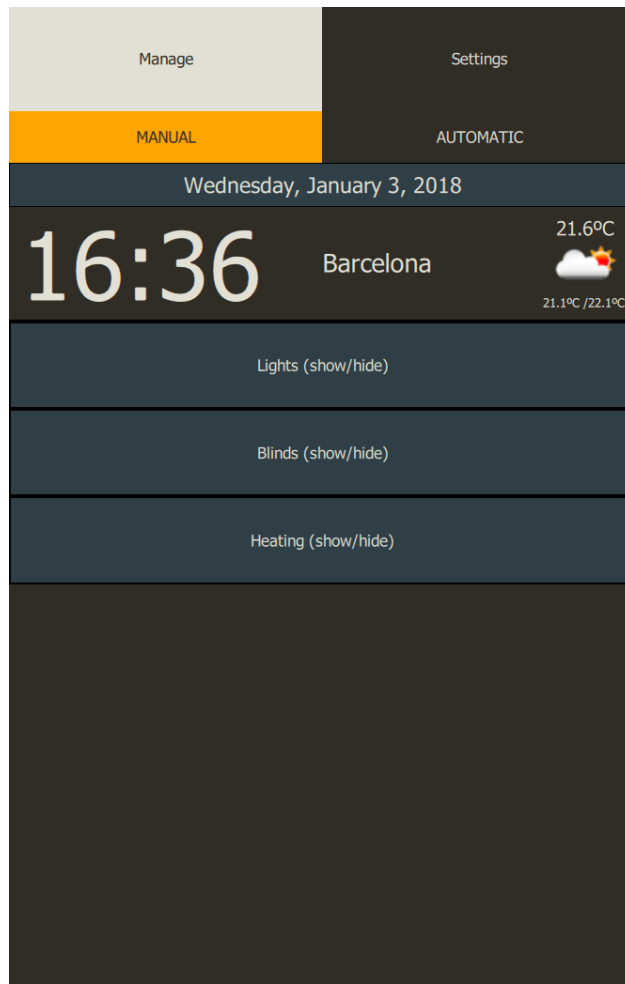 Manage
Settings
MANUAL
AUTOMATIC
Wednesday, January 3, 2018
16:36
Barcelona
21.6ºC
21.1ºC /22.1ºC
Lights (show/hide)
Blinds (show/hide)
Heating (show/hide)